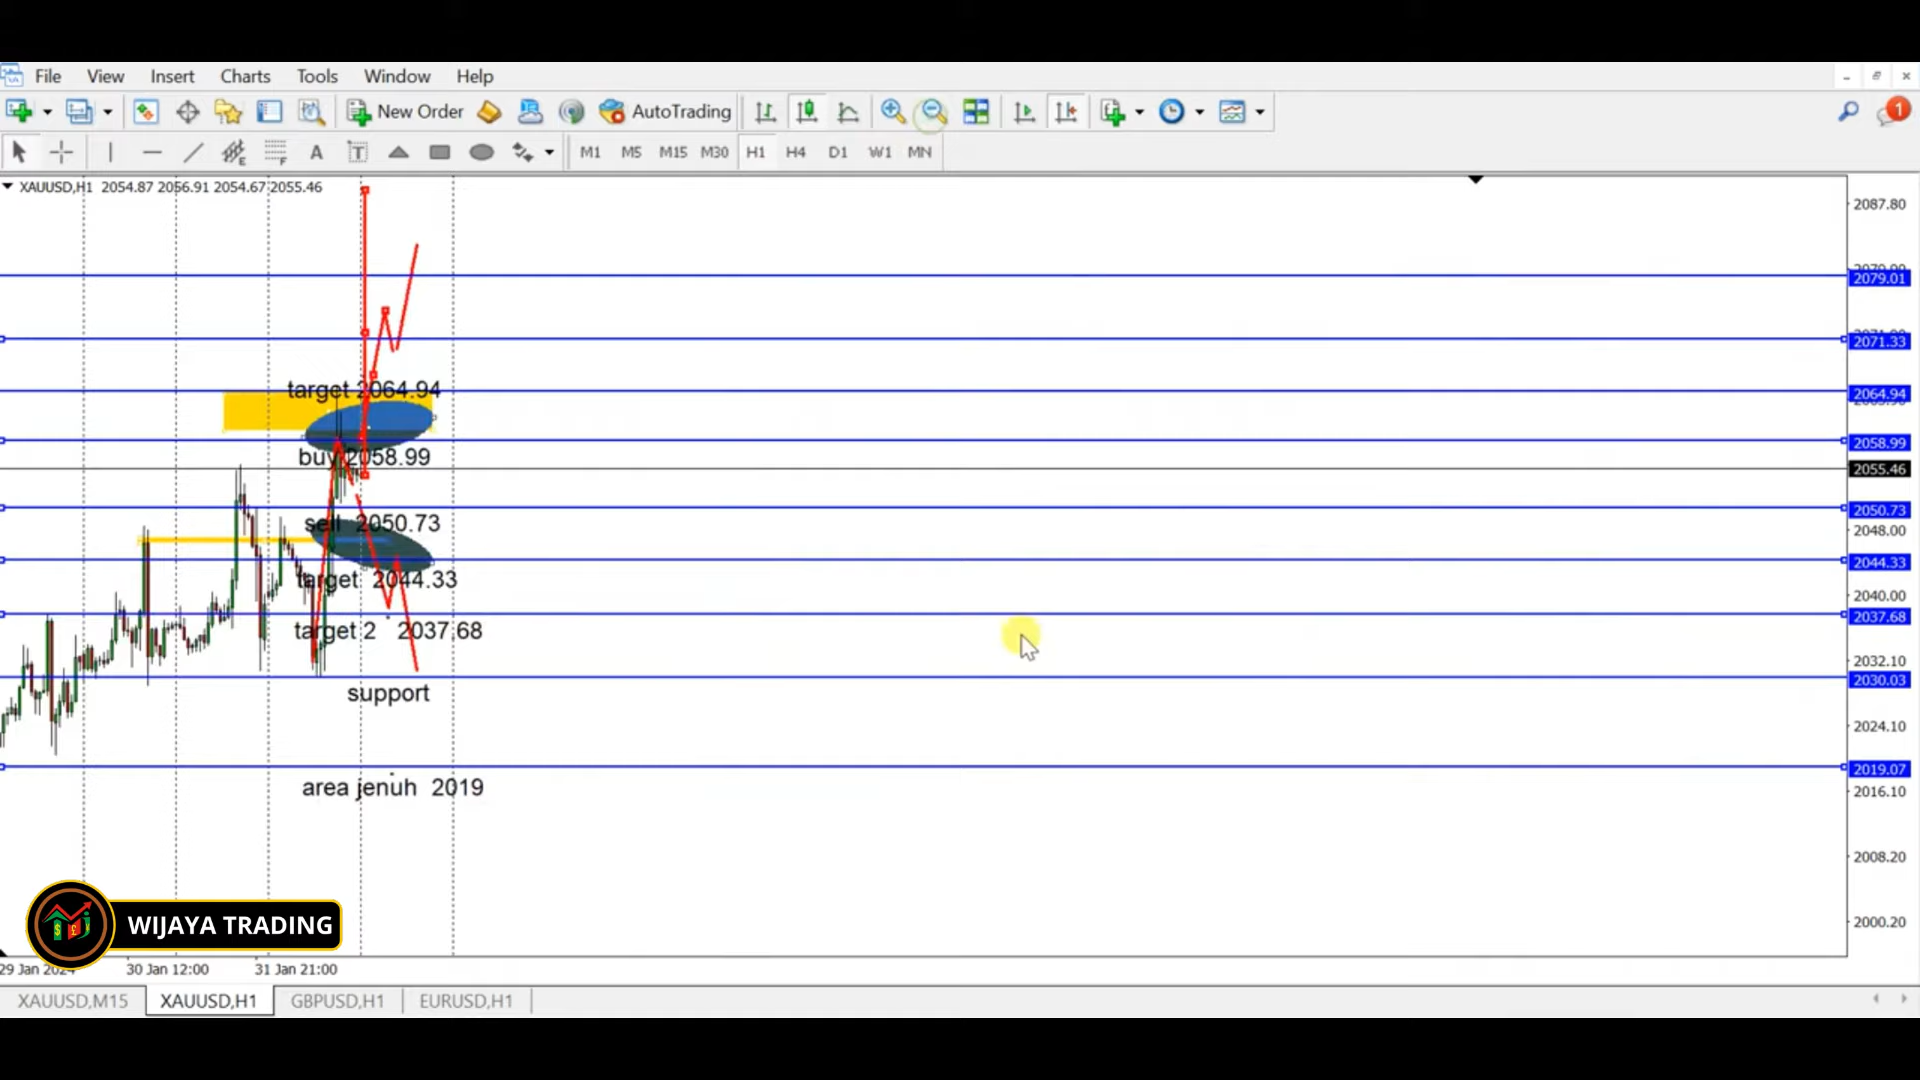 File View Insert Charts Tools Window Help
New Order AutoTrading 1
A T M1 M5 M15 M30 H1 H4 D1 W1 MN
XAUUSD,H1 2054.87 2056.91 2054.67 2055.46
2087.80
2079.01
2071.33
target 2064.94
2064.94
2058.99
buy 2058.99
2055.46
2050.73
sell 2050.73
2048.00
2044.33
target 2044.33
2040.00
2037.68
target 2 2037.68
2032.10
2030.03
support
2024.10
2019.07
area jenuh 2019
2016.10
2008.20
2000.20
WIJAYA TRADING
29 Jan 2024 30 Jan 12:00 31 Jan 21:00
XAUUSD,M15 XAUUSD,H1 GBPUSD,H1 EURUSD,H1